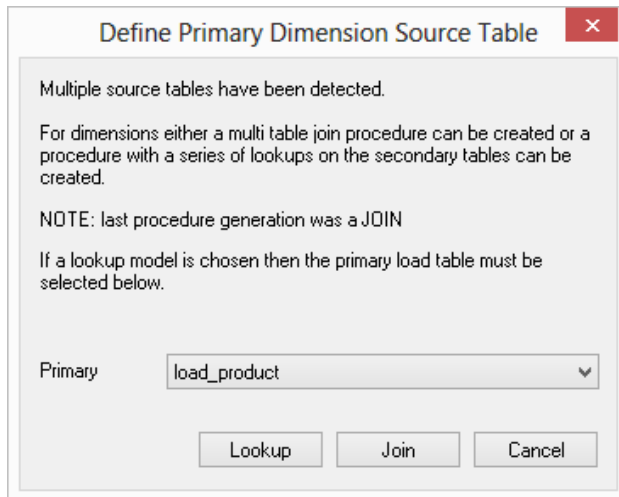 Define Primary Dimension Source Table
Multiple source tables have been detected.
For dimensions either a multi table join procedure can be created or a
procedure with a series of lookups on the secondary tables can be
created.
NOTE: last procedure generation was a JOIN
If a lookup model is chosen then the primary load table must be
selected below.
Primary load_product
Lookup Join Cancel